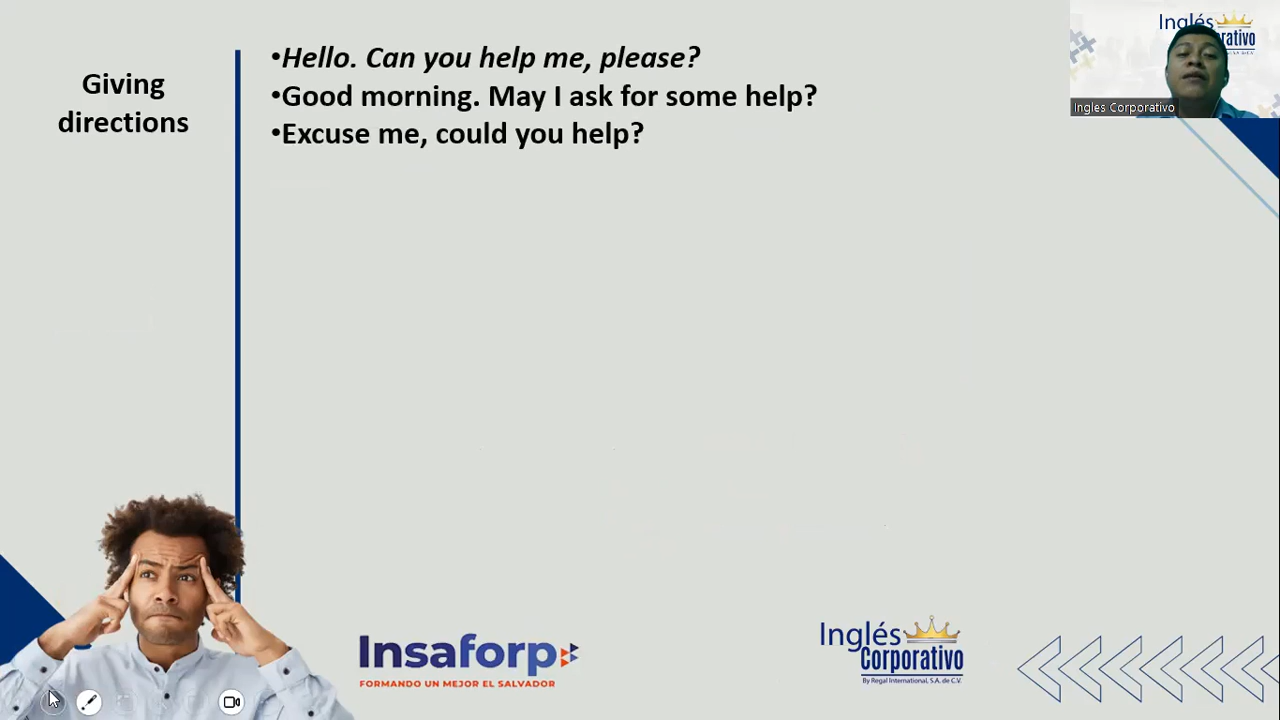 Giving
directions
•Hello. Can you help me, please?
•Good morning. May I ask for some help?
•Excuse me, could you help?
Inglés
Ingles Corporativo
Insaforp
FORMANDO UN MEJOR EL SALVADOR
Inglés
Corporativo
By Regal International, S.A. de C.V.